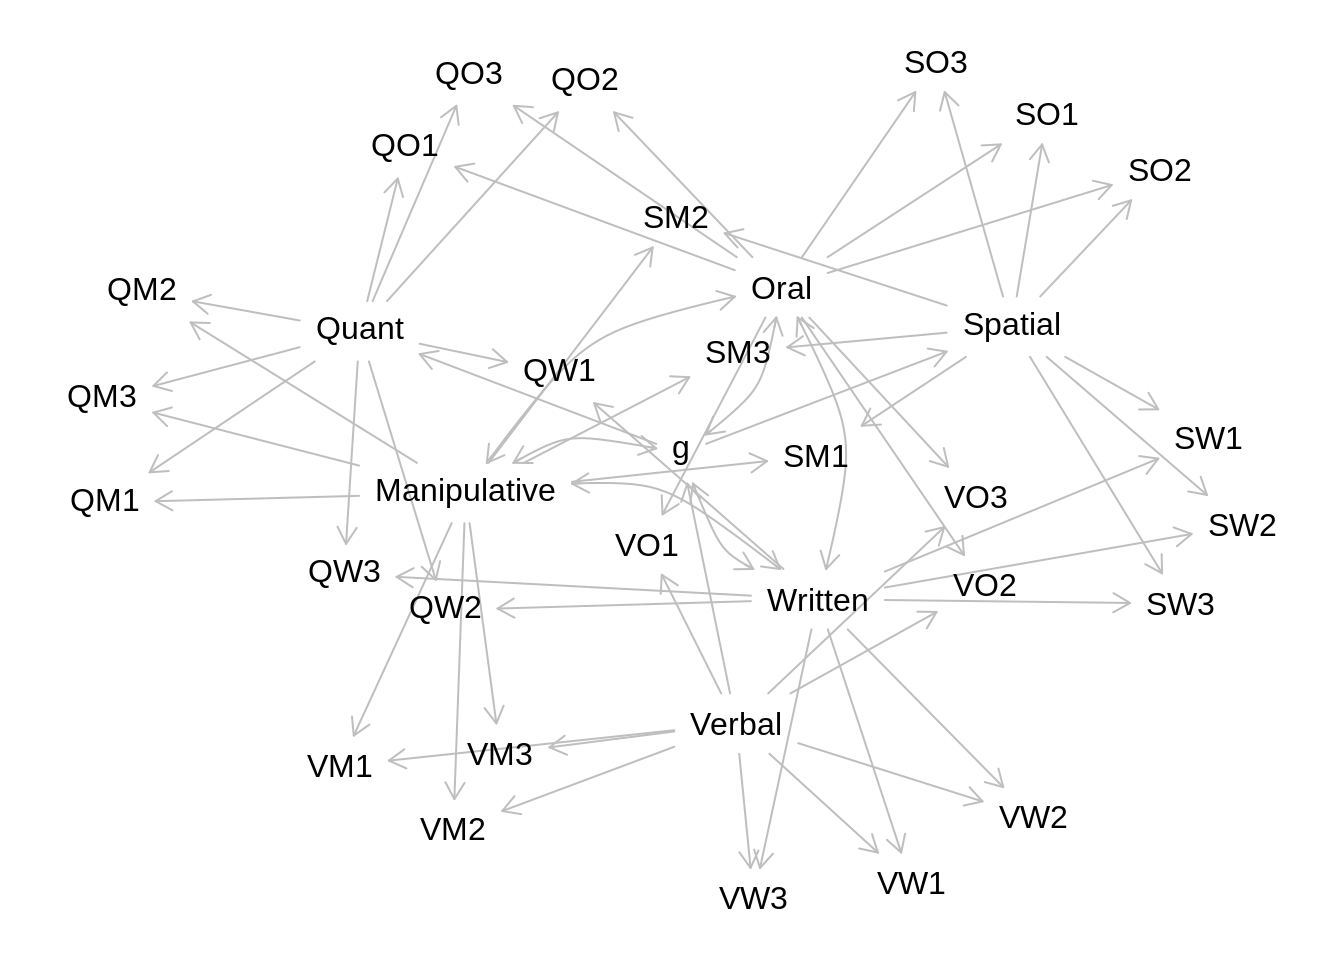 SO3
QO3
QO2
SO1
QO1
SO2
SM2
QM2
Oral
Quant
Spatial
SM3
QW1
QM3
SW1
g
SM1
Manipulative
VO3
QM1
SW2
VO1
QW3
VO2
Written
SW3
QW2
Verbal
VM3
VM1
VW2
VM2
VW1
VW3